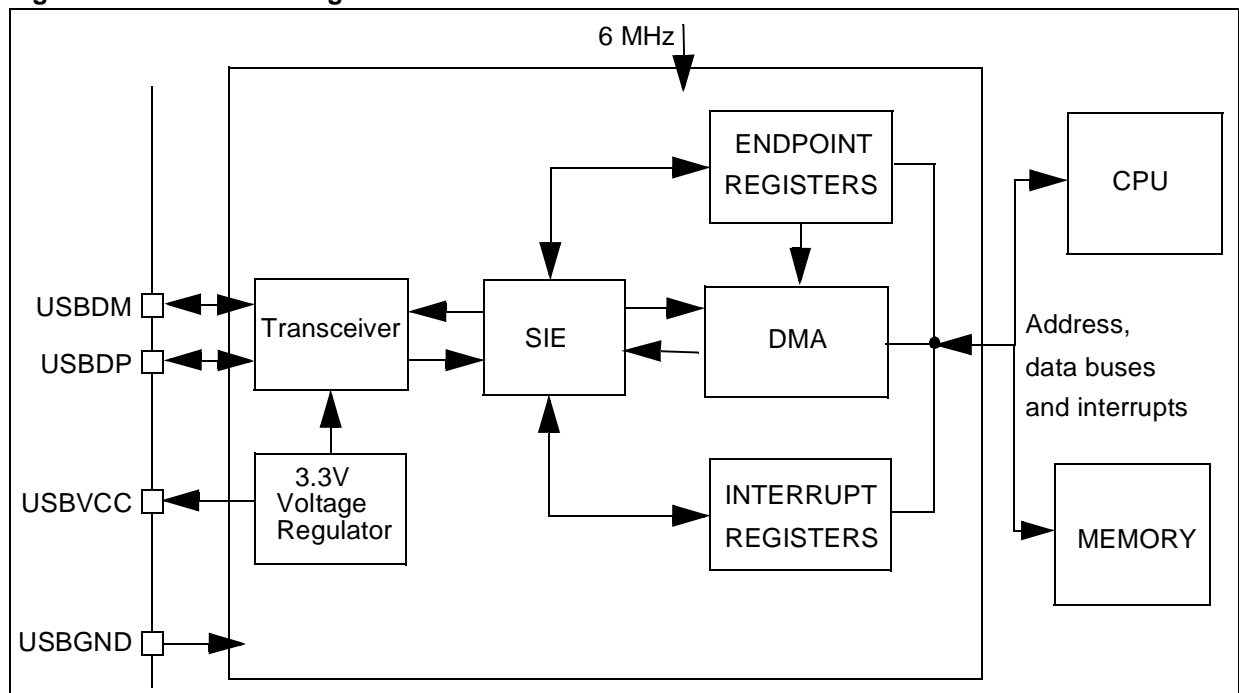 6 MHz
ENDPOINT
REGISTERS
CPU
USBDM
Transceiver
SIE
DMA
Address,
USBDP
data buses
and interrupts
3.3V
Voltage
Regulator
USBVCC
INTERRUPT
REGISTERS
MEMORY
USBGND